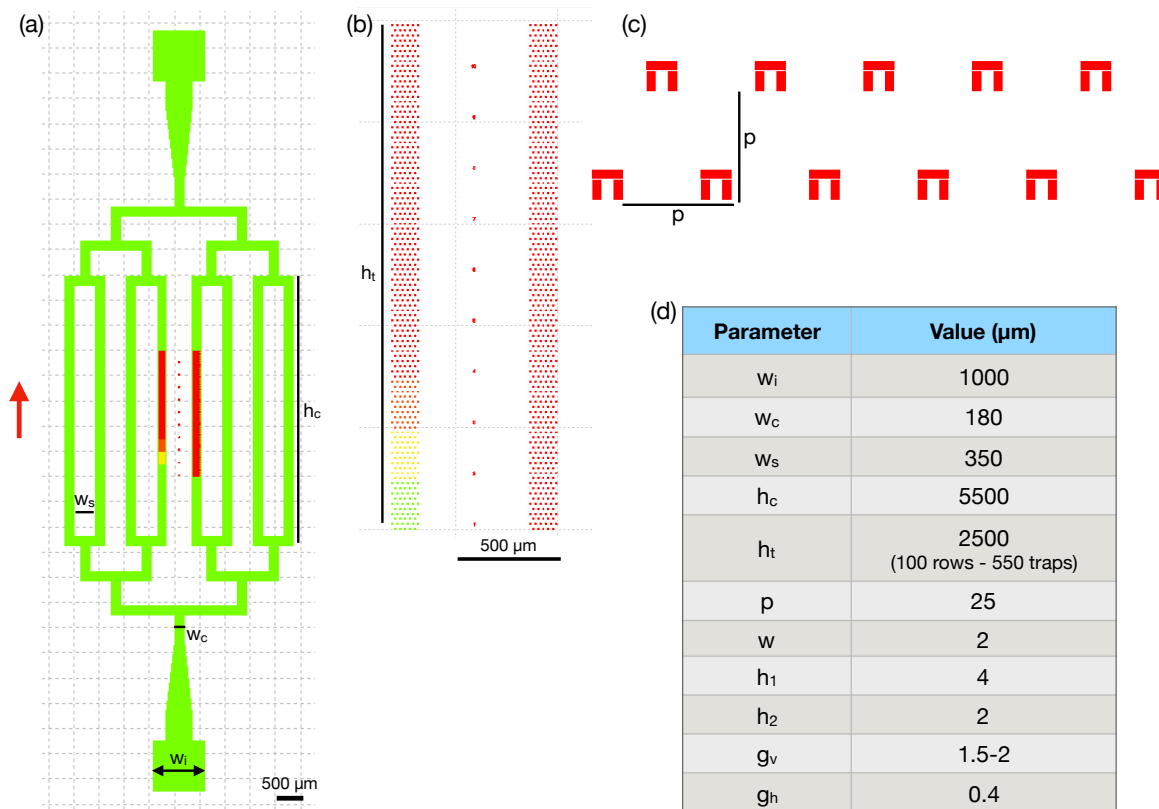 (a)
h_c
w_s
w_c
w_i
500 µm
(b)
h_t
500 µm
(c)
p
p
(d)
Parameter Value (µm)
w_i 1000
w_c 180
w_s 350
h_c 5500
h_t 2500
(100 rows - 550 traps)
p 25
w 2
h_1 4
h_2 2
g_v 1.5-2
g_h 0.4